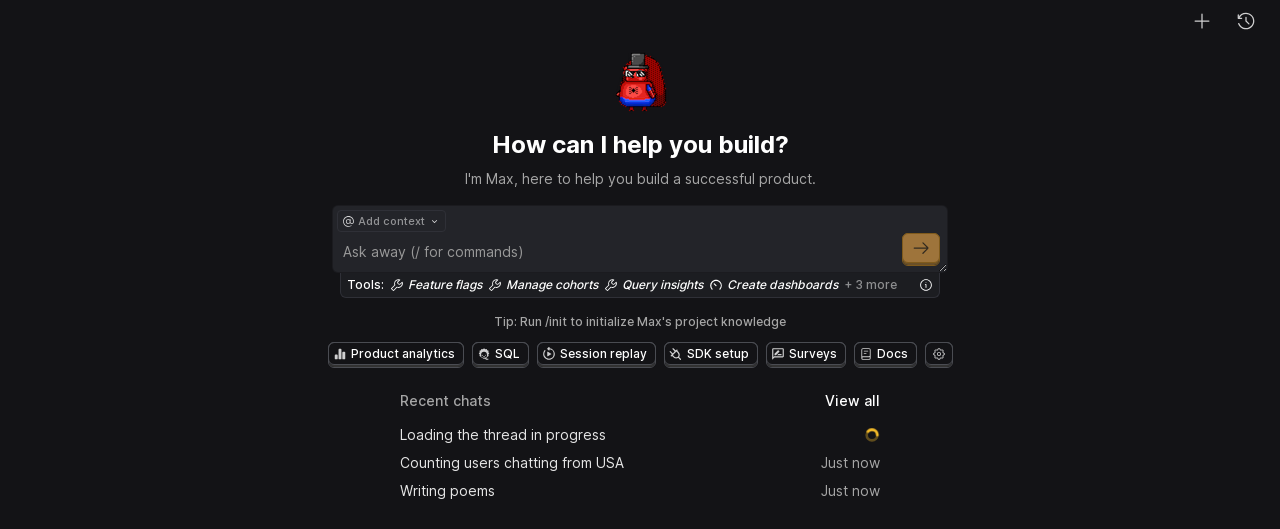 How can I help you build?
I'm Max, here to help you build a successful product.
@ Add context
Ask away (/ for commands)
Tools: Feature flags Manage cohorts Query insights Create dashboards + 3 more
Tip: Run /init to initialize Max's project knowledge
Product analytics SQL Session replay SDK setup Surveys Docs
Recent chats View all
Loading the thread in progress
Counting users chatting from USA Just now
Writing poems Just now